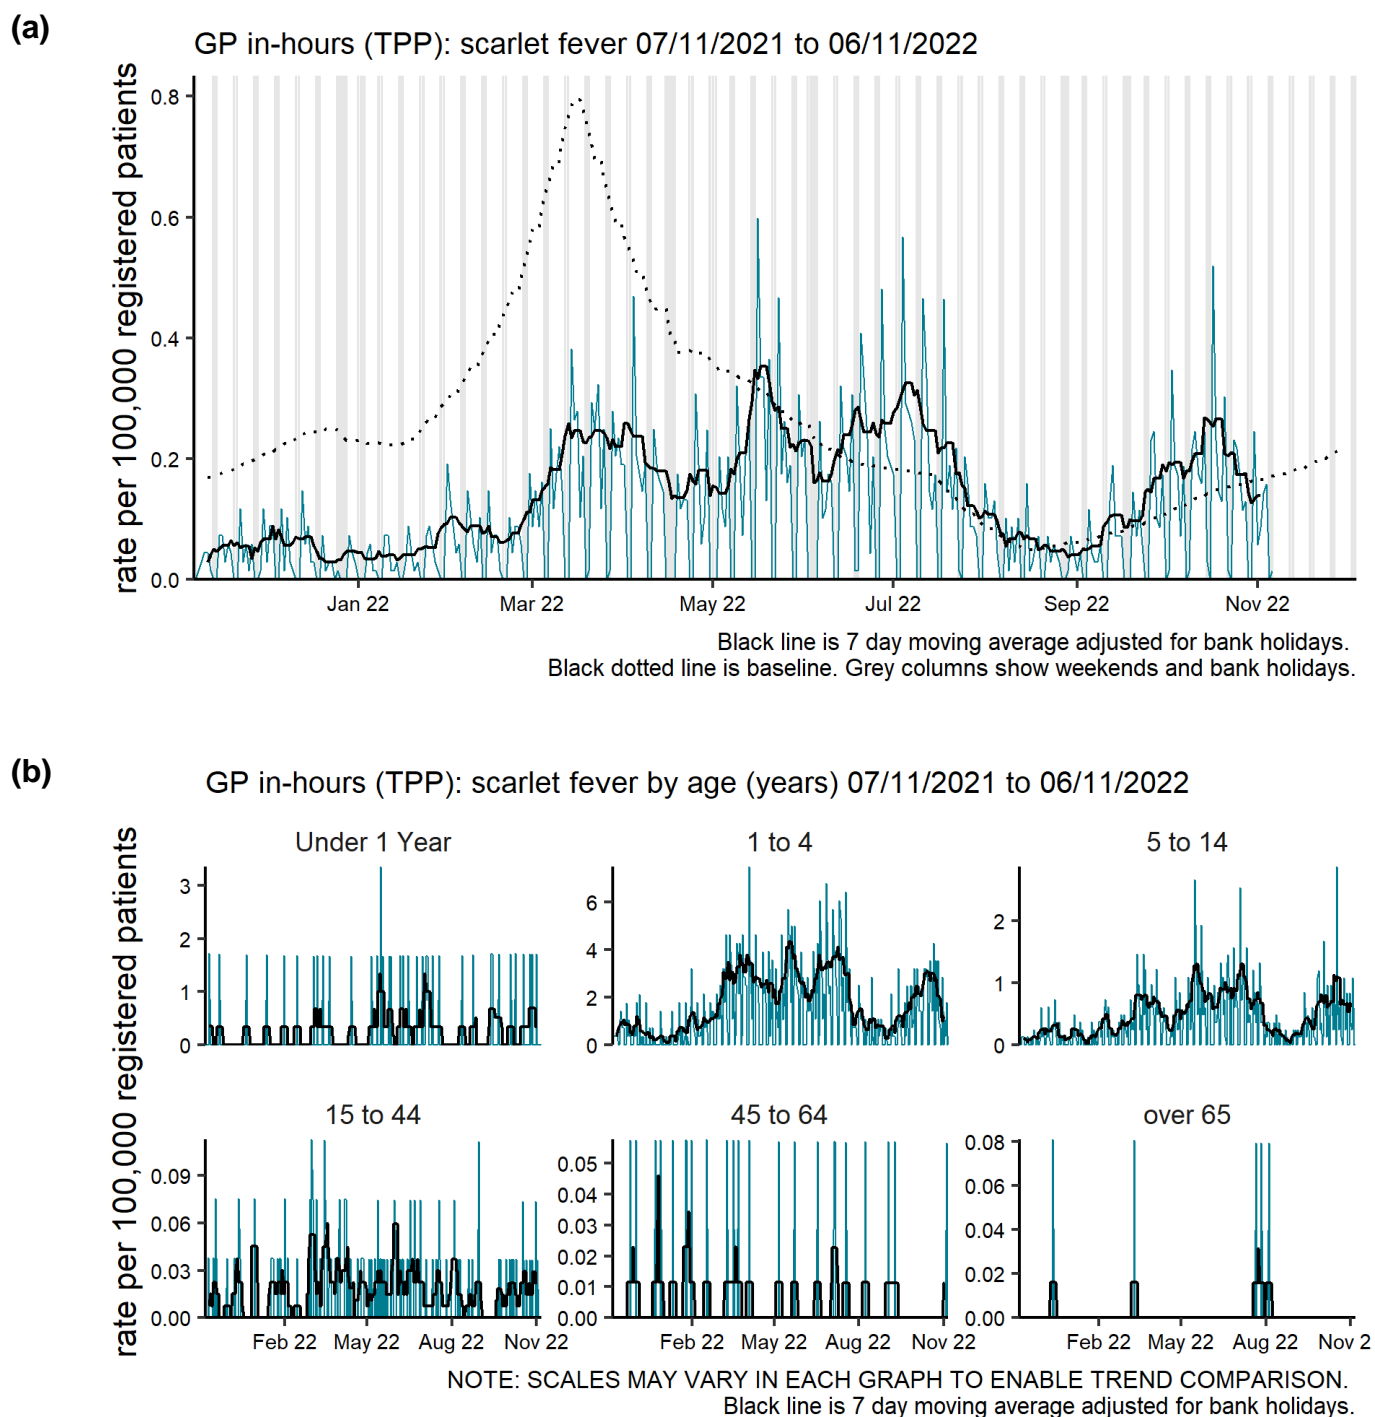 (a)
GP in-hours (TPP): scarlet fever 07/11/2021 to 06/11/2022
rate per 100,000 registered patients
0.8
0.6
0.4
0.2
0.0
Jan 22 Mar 22 May 22 Jul 22 Sep 22 Nov 22
Black line is 7 day moving average adjusted for bank holidays.
Black dotted line is baseline. Grey columns show weekends and bank holidays.
(b)
GP in-hours (TPP): scarlet fever by age (years) 07/11/2021 to 06/11/2022
rate per 100,000 registered patients
Under 1 Year
3
2
1
0
1 to 4
6
4
2
0
5 to 14
2
1
0
15 to 44
0.09
0.06
0.03
0.00
Feb 22 May 22 Aug 22 Nov 22
45 to 64
0.05
0.04
0.03
0.02
0.01
0.00
Feb 22 May 22 Aug 22 Nov 22
over 65
0.08
0.06
0.04
0.02
0.00
Feb 22 May 22 Aug 22 Nov 2
NOTE: SCALES MAY VARY IN EACH GRAPH TO ENABLE TREND COMPARISON.
Black line is 7 day moving average adjusted for bank holidays.